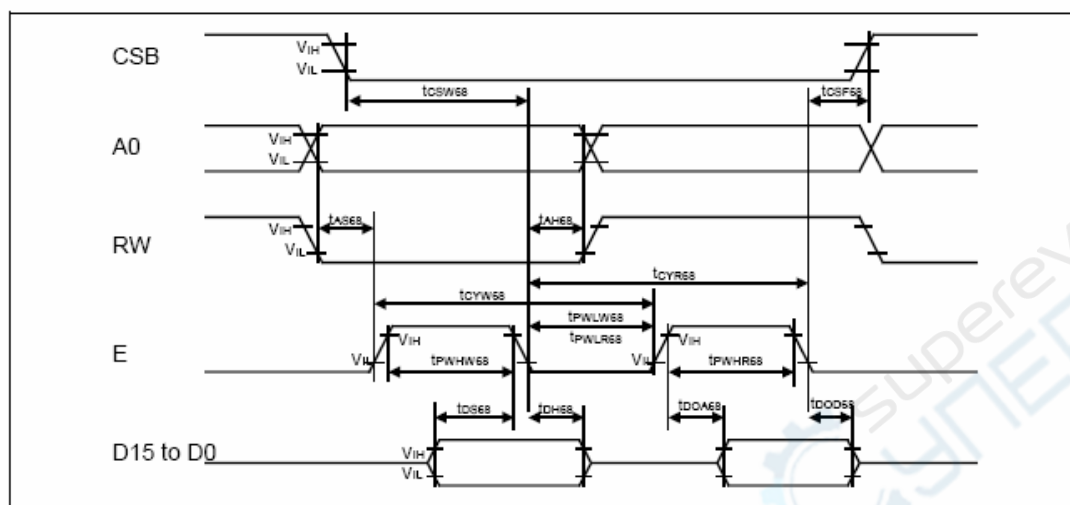 CSB
VIH
VIL
tCSW68
tCSF68
A0
VIH
VIL
RW
VIH
VIL
tAS68
tAH68
tCYR68
tCYW68
tPWLW68
tPWLR68
E
VIL
VIH
tPWHW68
VIL
VIH
tPWHR68
tDS68
tDH68
tDOA68
tDOD68
D15 to D0
VIH
VIL